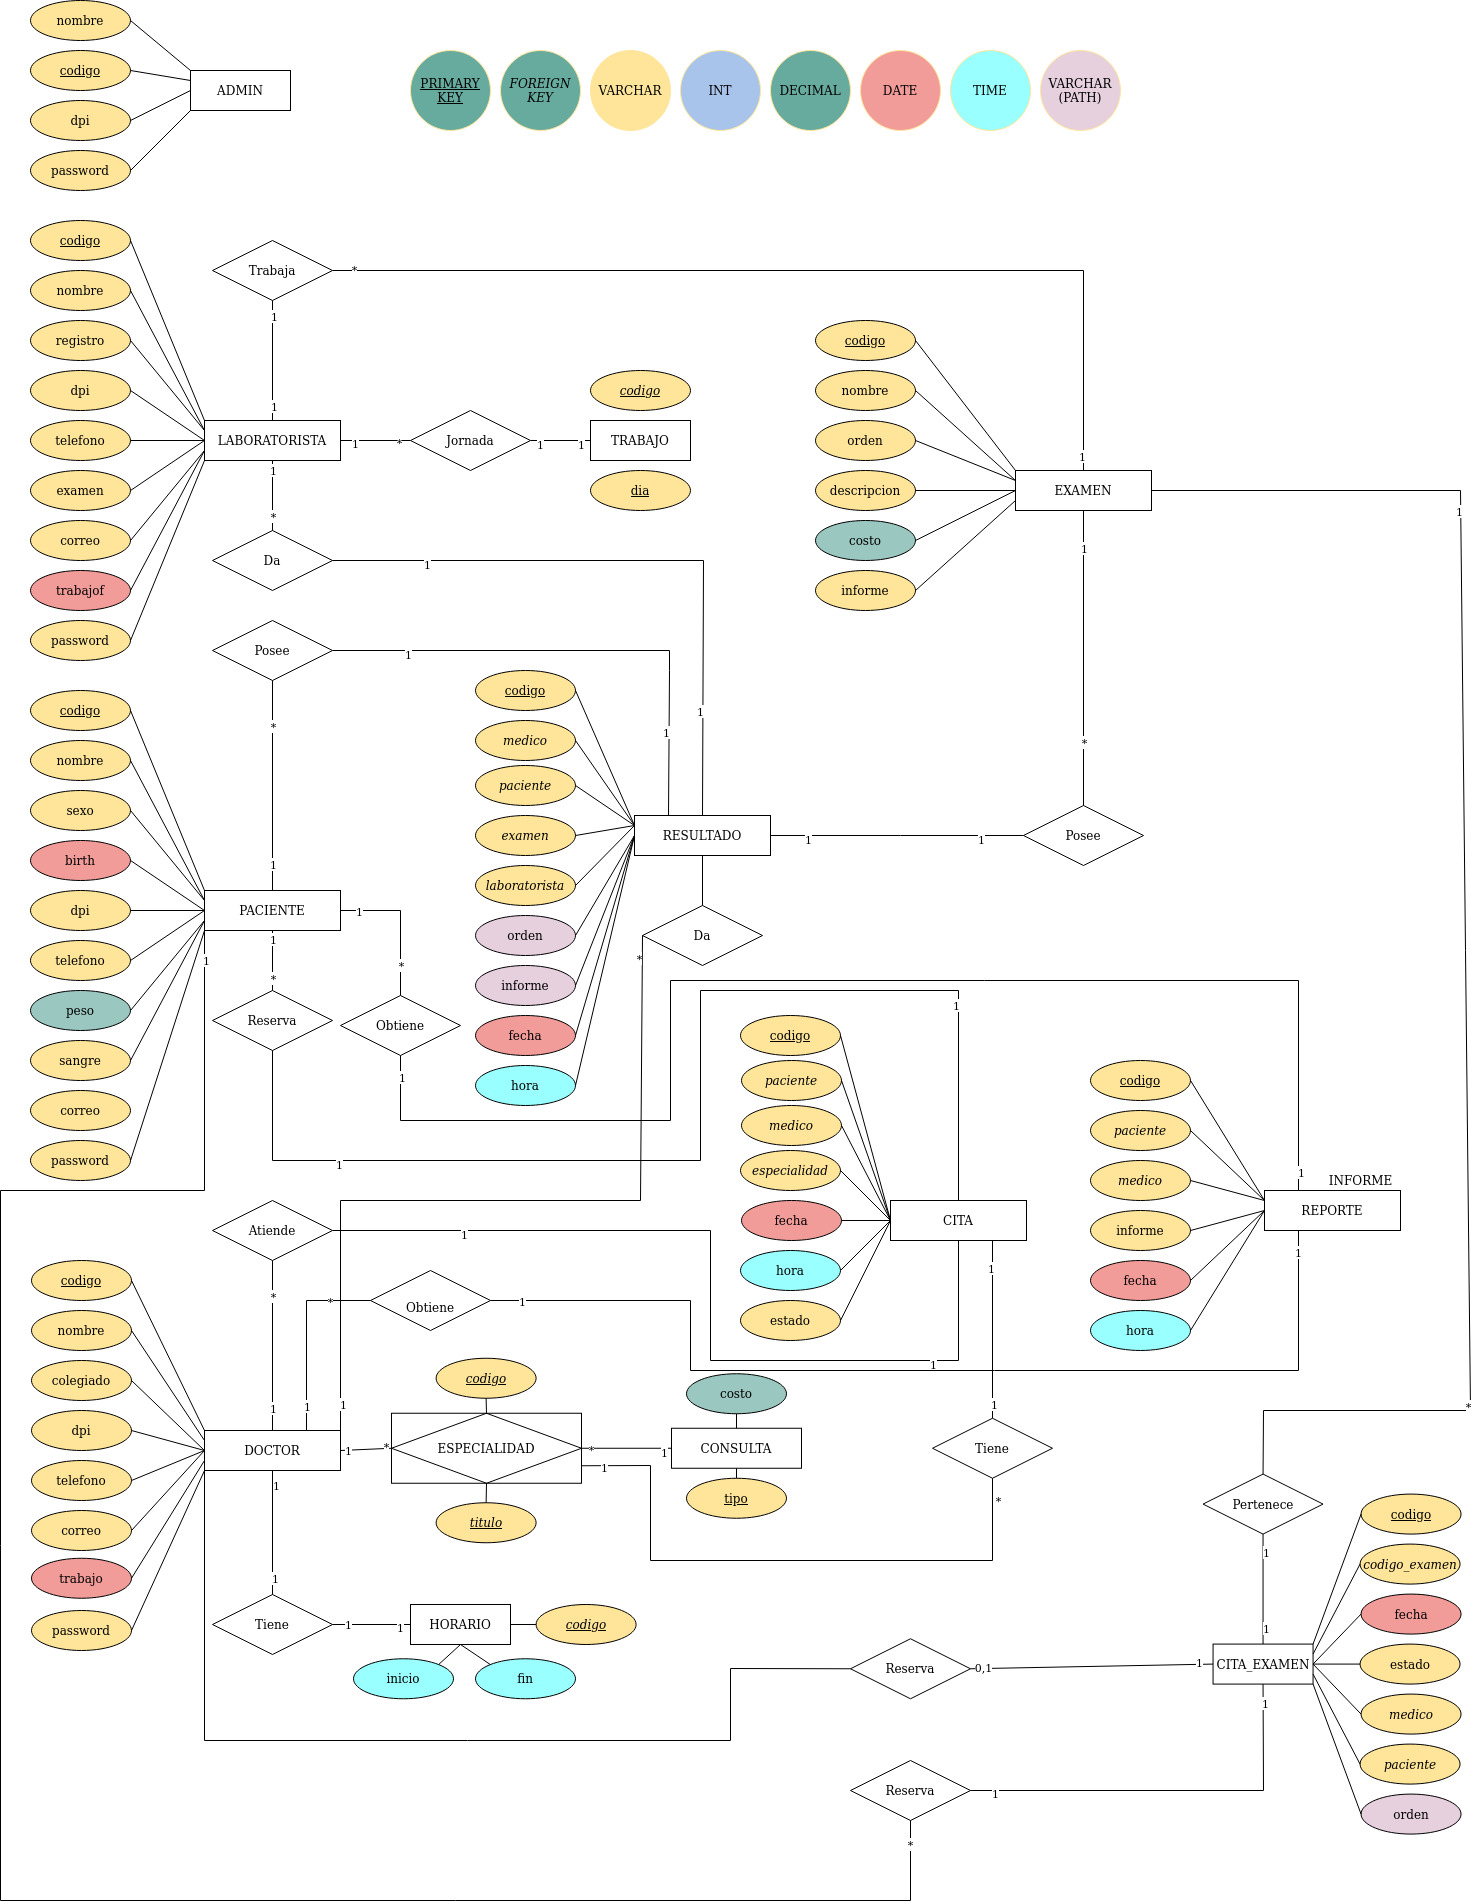 nombre
codigo
dpi
password
ADMIN
PRIMARY
KEY
FOREIGN
KEY
VARCHAR
INT
DECIMAL
DATE
TIME
VARCHAR
(PATH)
codigo
nombre
registro
dpi
telefono
examen
correo
trabajof
password
LABORATORISTA
Trabaja
*
1
1
1
1
*
Jornada
1
1
codigo
TRABAJO
dia
1
*
Da
1
1
codigo
nombre
orden
descripcion
costo
informe
EXAMEN
1
1
*
Posee
1
1
Posee
1
1
*
1
codigo
medico
paciente
examen
laboratorista
orden
informe
fecha
hora
RESULTADO
Da
*
codigo
nombre
sexo
birth
dpi
telefono
peso
sangre
correo
password
PACIENTE
1
1
*
Reserva
1
1
*
Obtiene
1
1
codigo
paciente
medico
especialidad
fecha
hora
estado
CITA
1
1
codigo
paciente
medico
informe
fecha
hora
1
INFORME
REPORTE
1
Atiende
1
*
1
Obtiene
*
1
1
1
codigo
nombre
colegiado
dpi
telefono
correo
trabajo
password
DOCTOR
1
*
codigo
ESPECIALIDAD
titulo
*
1
1
costo
CONSULTA
tipo
1
Tiene
*
1
1
Tiene
1
1
HORARIO
codigo
inicio
fin
*
Pertenece
1
1
codigo
codigo_examen
fecha
estado
medico
paciente
orden
CITA_EXAMEN
1
Reserva
0,1
1
Reserva
1
*